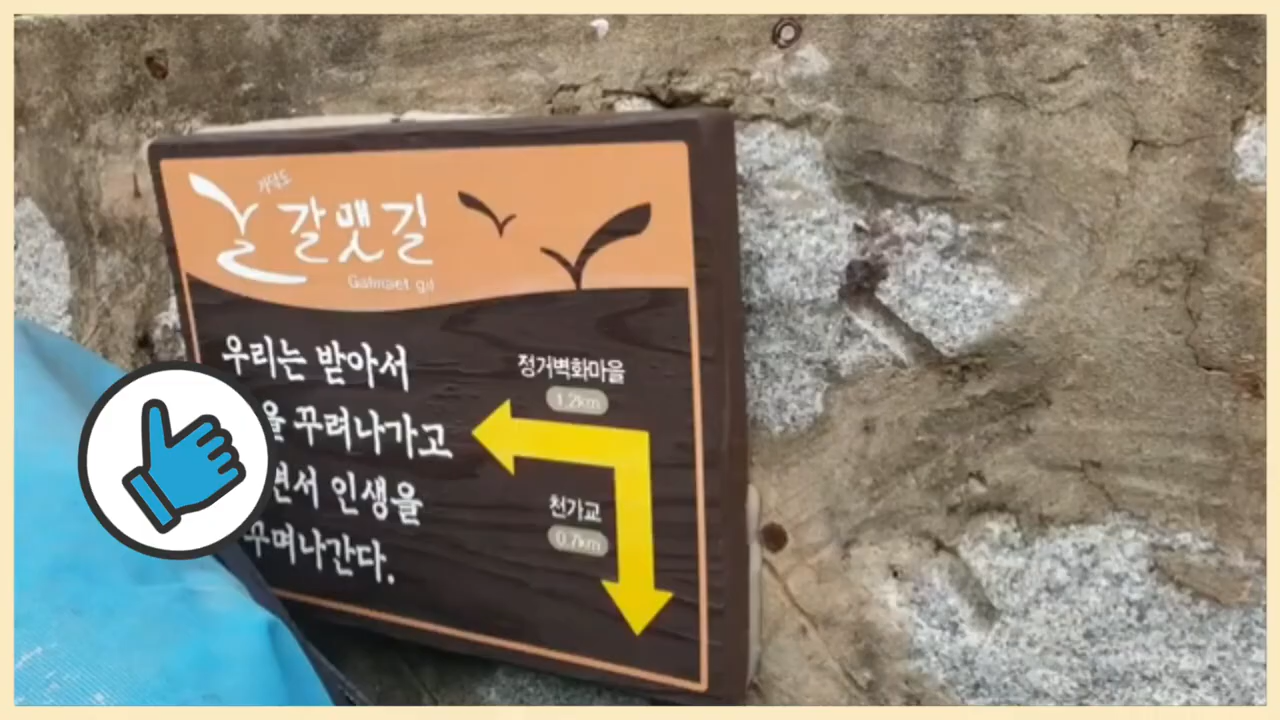 가덕도
갈맷길
Galmaet gil
우리는 받아서
을 꾸려나가고
면서 인생을
꾸며나간다.
정거벽화마을
1.2km
천가교
0.7km